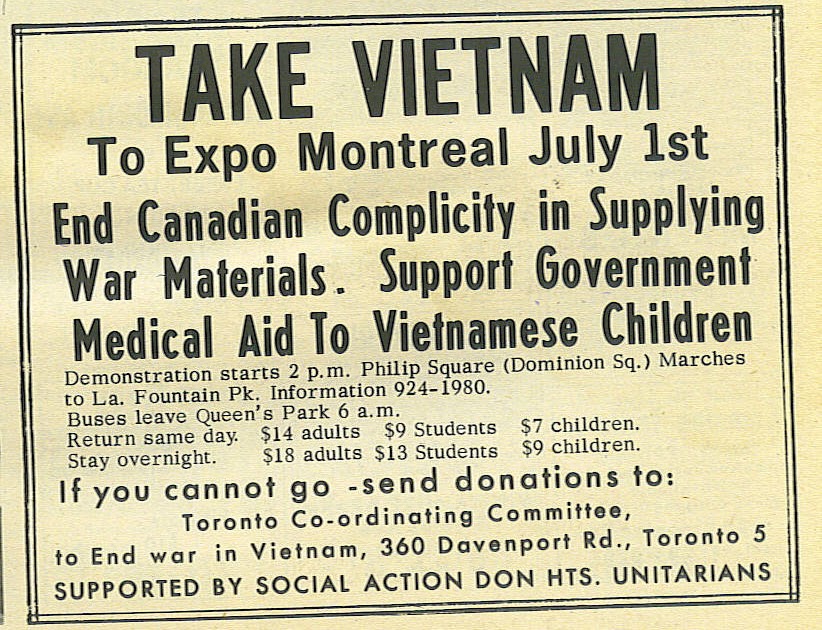 TAKE VIETNAM
To Expo Montreal July 1st
End Canadian Complicity in Supplying
War Materials. Support Government
Medical Aid To Vietnamese Children
Demonstration starts 2 p.m. Philip Square (Dominion Sq.) Marches
to La. Fountain Pk. Information 924-1980.
Buses leave Queen's Park 6 a.m.
Return same day. $14 adults $9 Students $7 children.
Stay overnight. $18 adults $13 Students $9 children.
If you cannot go -send donations to:
Toronto Co-ordinating Committee,
to End war in Vietnam, 360 Davenport Rd., Toronto 5
SUPPORTED BY SOCIAL ACTION DON HTS. UNITARIANS